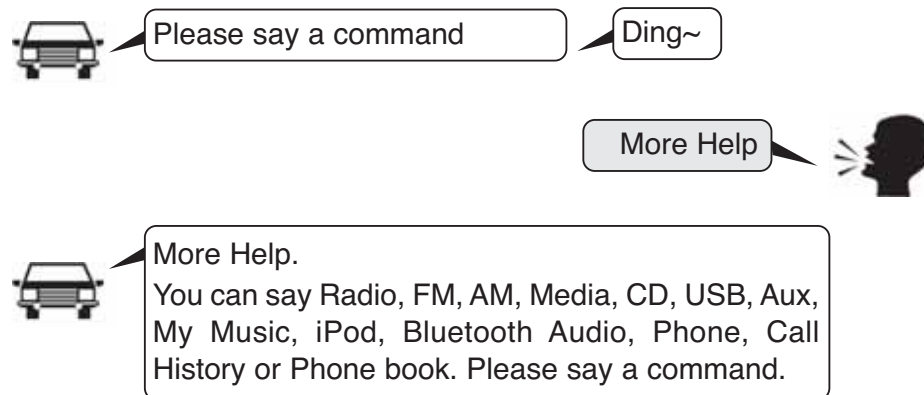 Please say a command
Ding~
More Help
More Help.
You can say Radio, FM, AM, Media, CD, USB, Aux,
My Music, iPod, Bluetooth Audio, Phone, Call
History or Phone book. Please say a command.